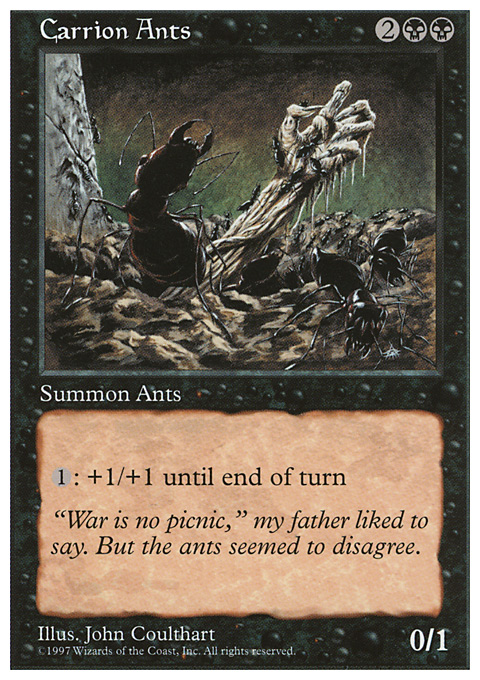 Carrion Ants 2
Summon Ants
1: +1/+1 until end of turn
“War is no picnic,” my father liked to
say. But the ants seemed to disagree.
Illus. John Coulthart
©1997 Wizards of the Coast, Inc. All rights reserved.
0/1